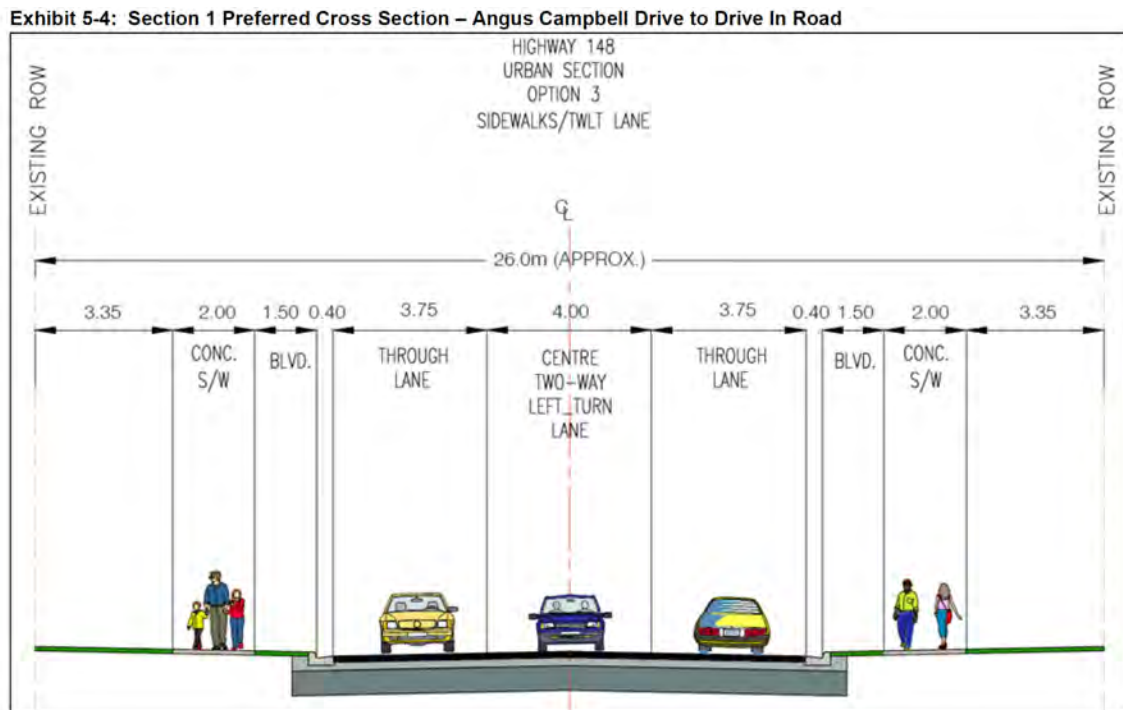 Exhibit 5-4: Section 1 Preferred Cross Section – Angus Campbell Drive to Drive In Road
HIGHWAY 148
URBAN SECTION
OPTION 3
SIDEWALKS/TWLT LANE
EXISTING ROW
EXISTING ROW
CL
26.0m (APPROX.)
3.35 2.00 1.50 0.40 3.75 4.00 3.75 0.40 1.50 2.00 3.35
CONC.
S/W
BLVD.
THROUGH
LANE
CENTRE
TWO-WAY
LEFT_TURN
LANE
THROUGH
LANE
BLVD.
CONC.
S/W